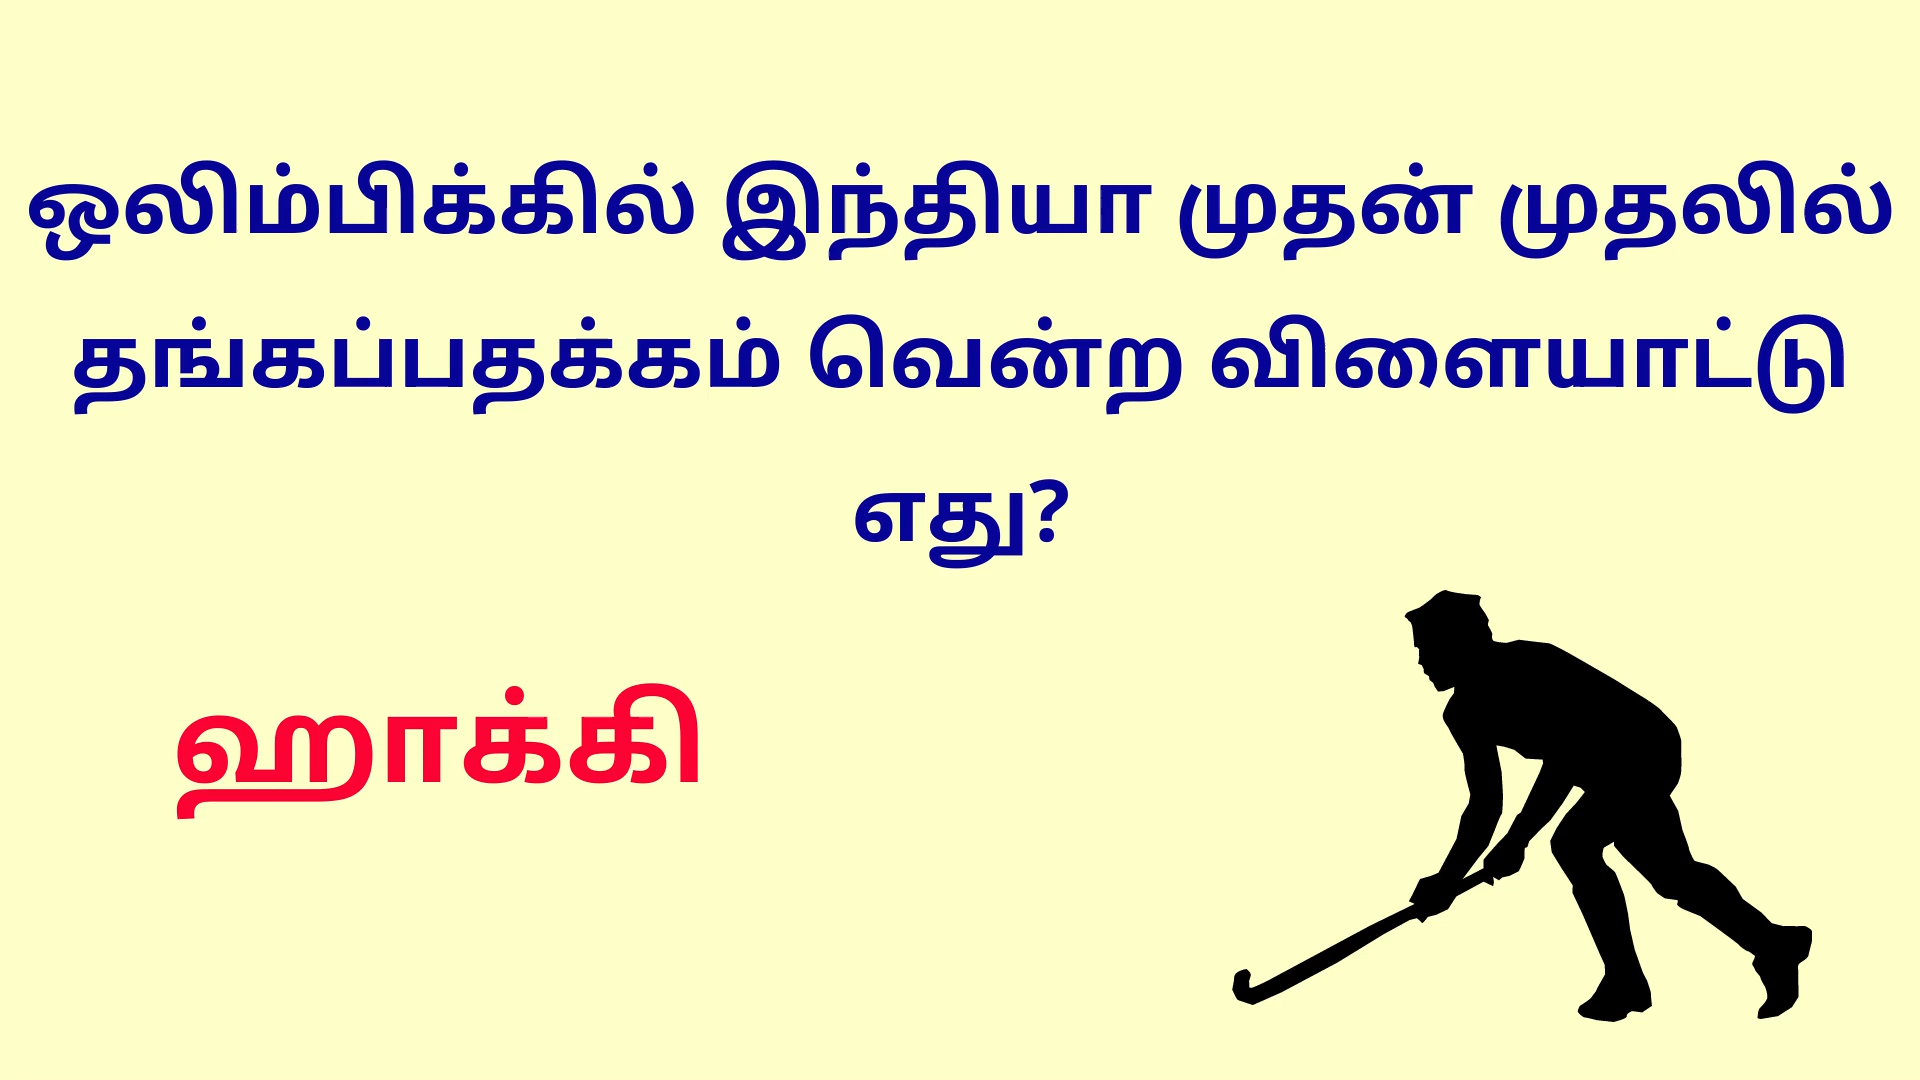 ஒலிம்பிக்கில் இந்தியா முதன் முதலில்
தங்கப்பதக்கம் வென்ற விளையாட்டு
எது?
ஹாக்கி